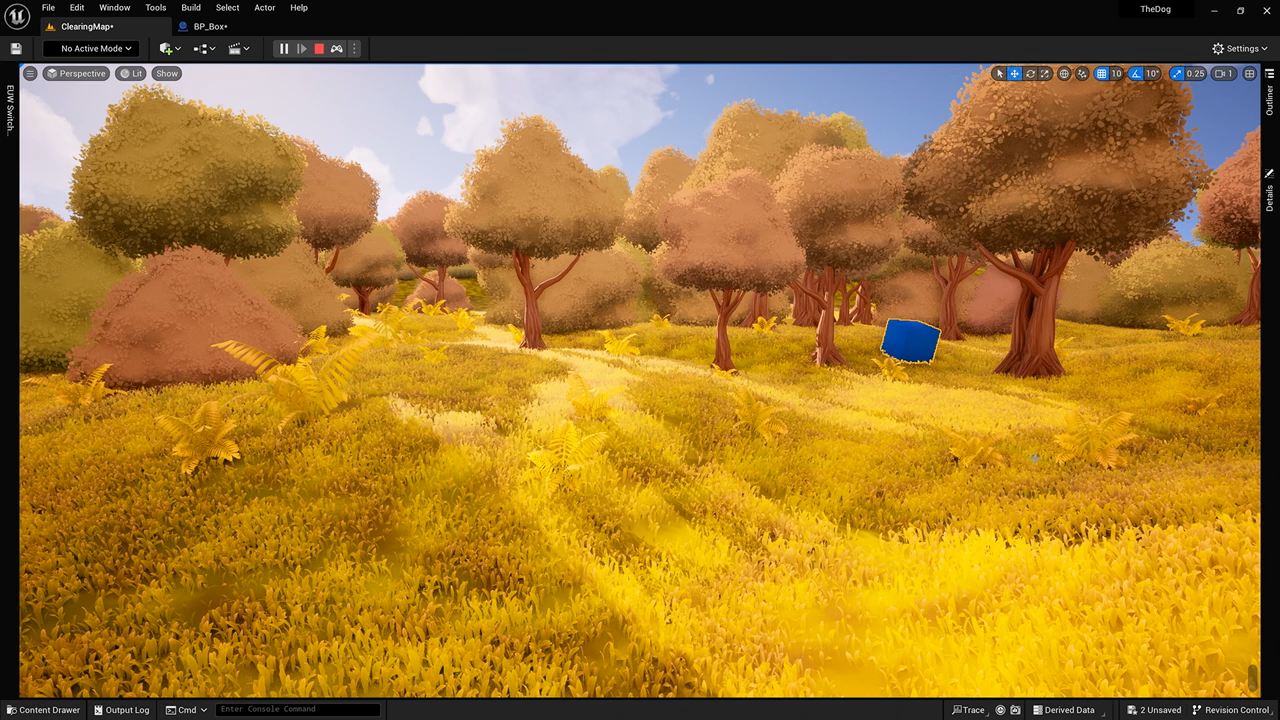 File Edit Window Tools Build Select Actor Help
TheDog
ClearingMap•
BP_Box•
No Active Mode
Settings
Perspective Lit Show
10 10° 0.25 1
EUW Switch...
Outliner
Details
Content Drawer Output Log Cmd Enter Console Command
Trace Derived Data 2 Unsaved Revision Control